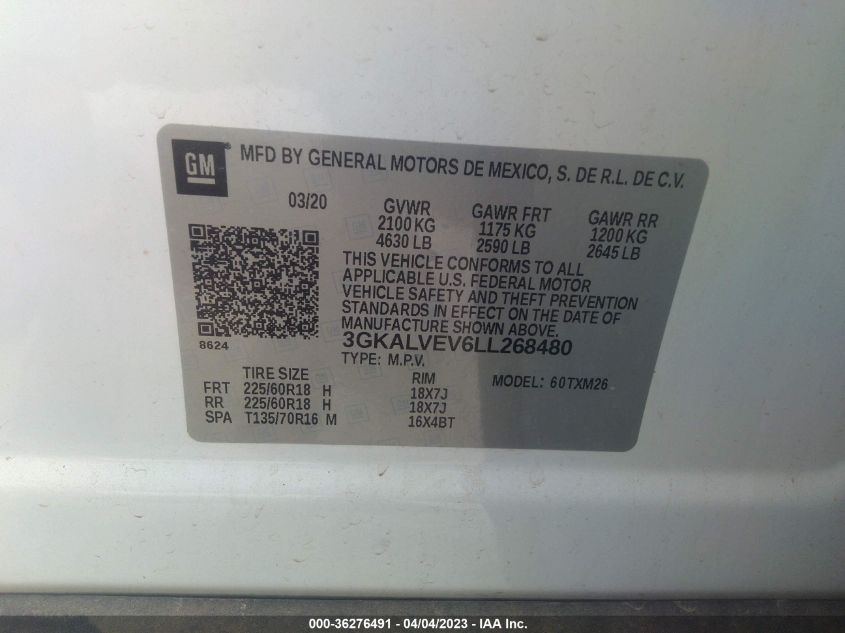 GM® MFD BY GENERAL MOTORS DE MEXICO, S. DE R.L. DE C.V.
03/20 GVWR GAWR FRT GAWR RR
2100 KG 1175 KG 1200 KG
4630 LB 2590 LB 2645 LB
THIS VEHICLE CONFORMS TO ALL
APPLICABLE U.S. FEDERAL MOTOR
VEHICLE SAFETY AND THEFT PREVENTION
STANDARDS IN EFFECT ON THE DATE OF
MANUFACTURE SHOWN ABOVE.
8624 3GKALVEV6LL268480
TYPE: M.P.V.
TIRE SIZE RIM MODEL: 60TXM26
FRT 225/60R18 H 18X7J
RR 225/60R18 H 18X7J
SPA T135/70R16 M 16X4BT
000-36276491 - 04/04/2023 - IAA Inc.